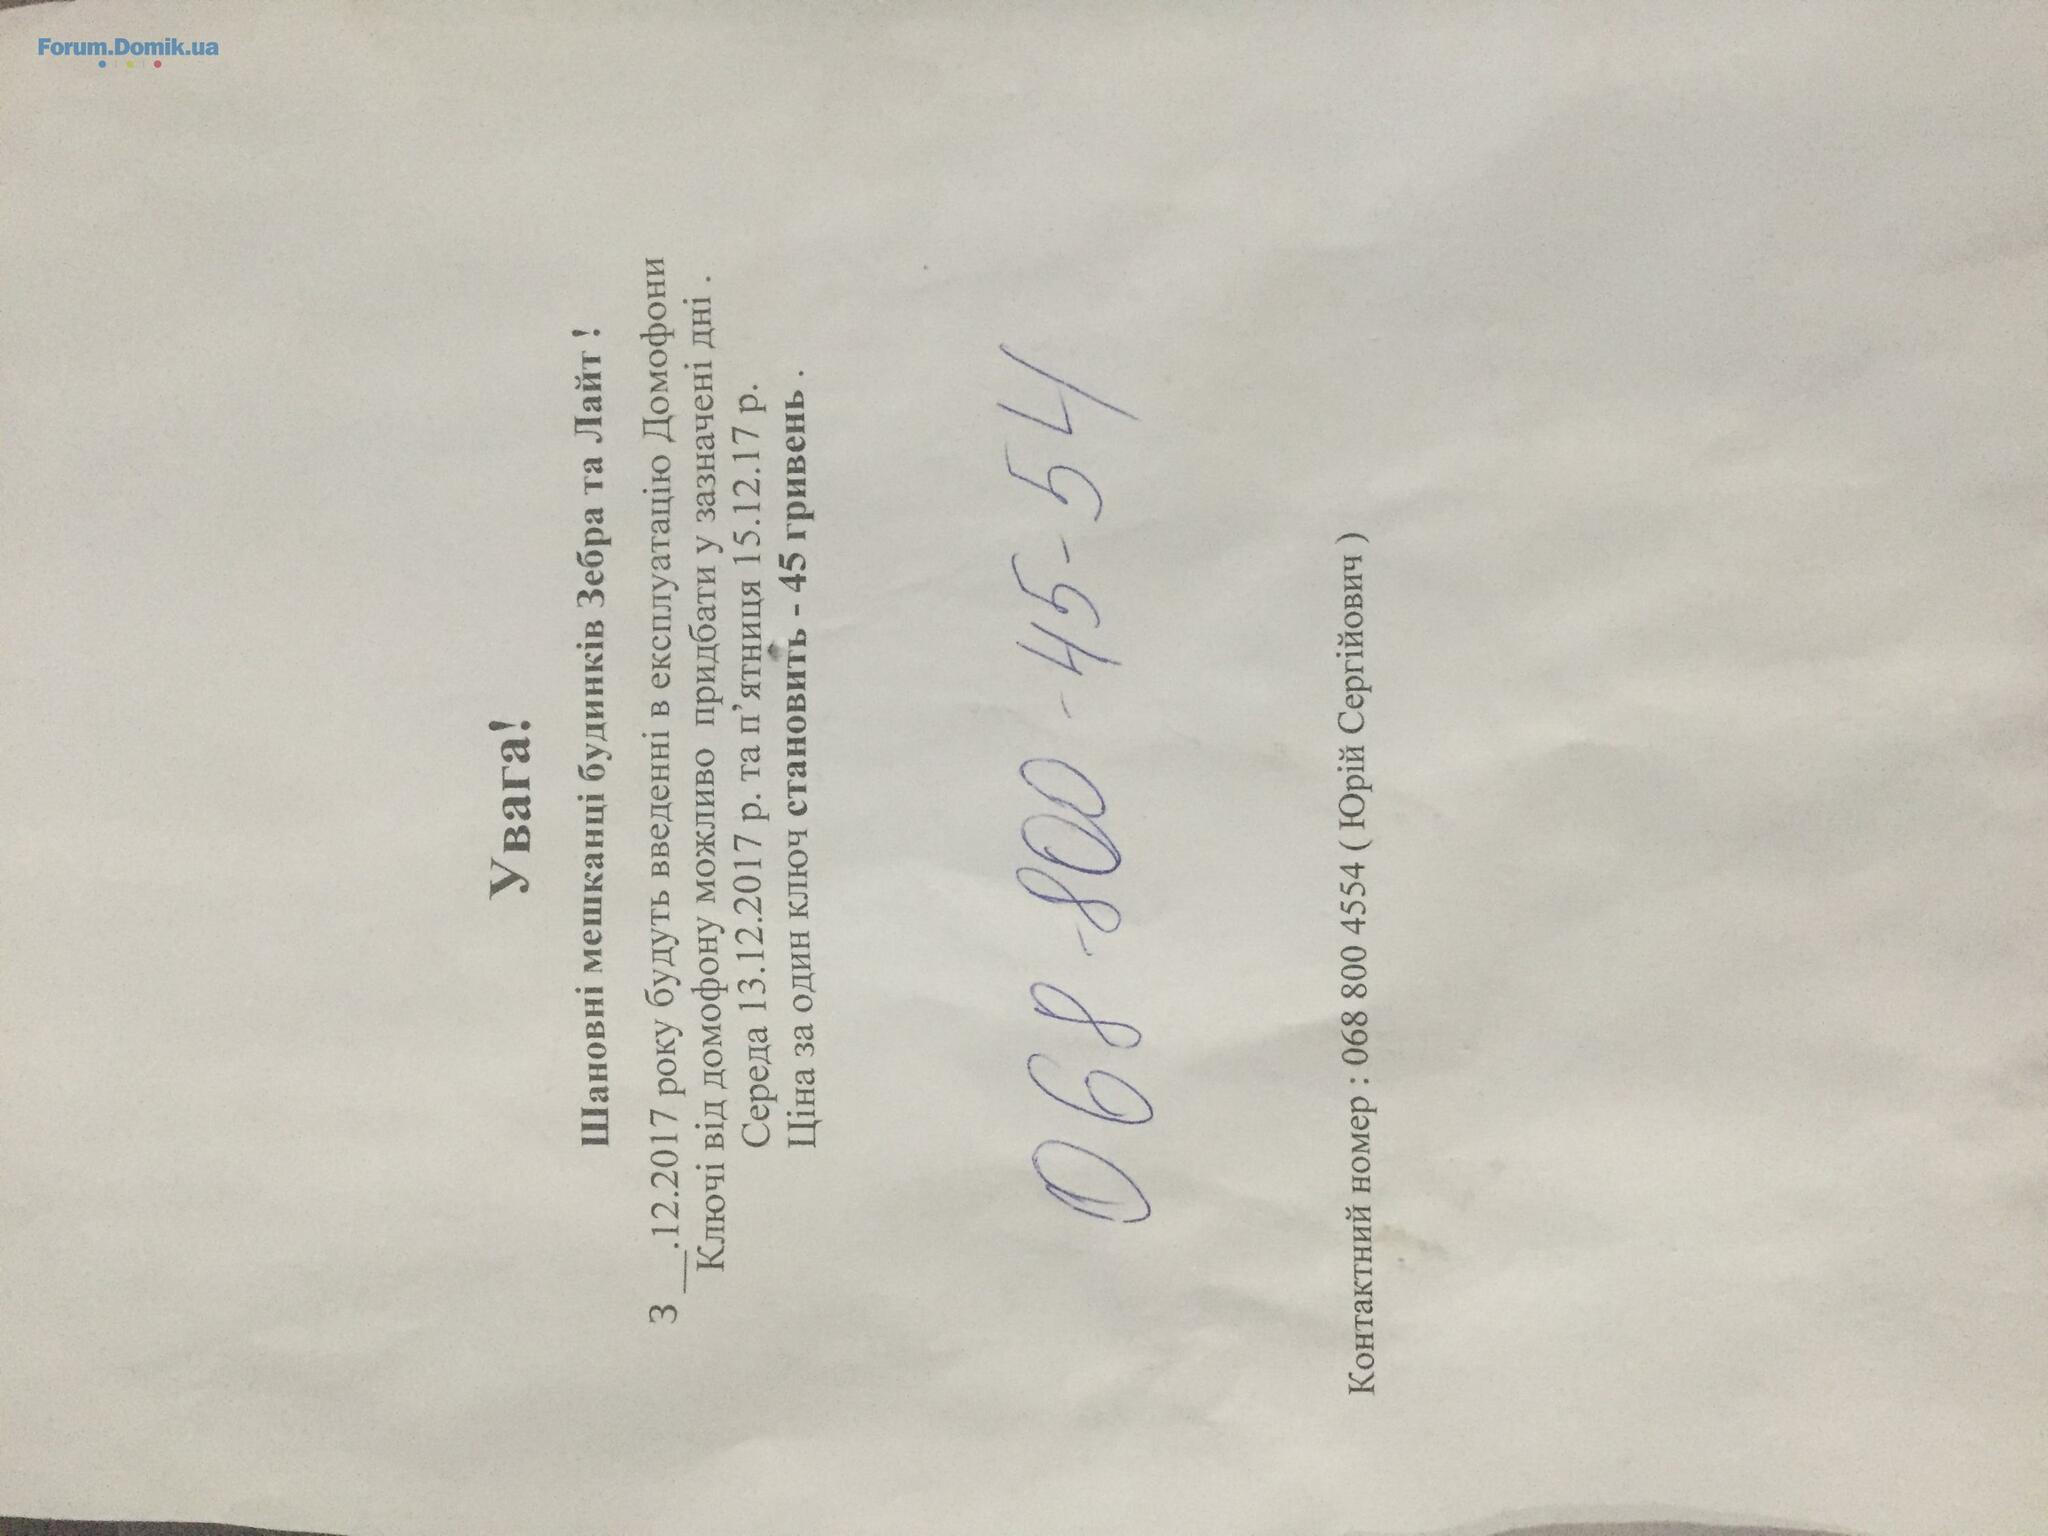 Forum.Domik.ua
Увага!
Шановні мешканці будинків Зебра та Лайт !
З ___.12.2017 року будуть введенні в експлуатацію Домофони
Ключі від домофону можливо придбати у зазначені дні .
Середа 13.12.2017 р. та п’ятниця 15.12.17 р.
Ціна за один ключ становить - 45 гривень .
068-800-45-54
Контактний номер : 068 800 4554 ( Юрій Сергійович )